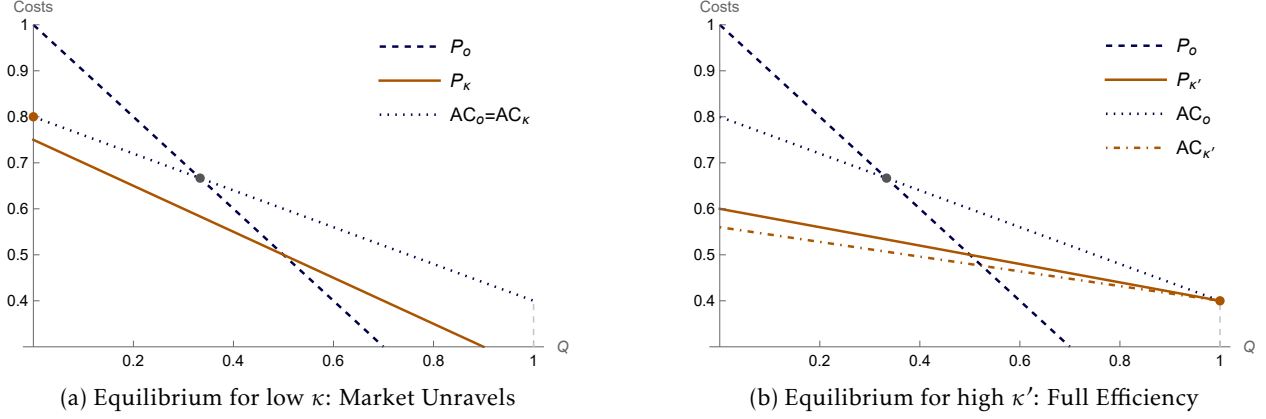 Costs
1
0.9
0.8
0.7
0.6
0.5
0.4
0.2
0.4
0.6
0.8
1
Q
P_o
P_κ
AC_o=AC_κ
(a) Equilibrium for low κ: Market Unravels
Costs
1
0.9
0.8
0.7
0.6
0.5
0.4
0.2
0.4
0.6
0.8
1
Q
P_o
P_κ′
AC_o
AC_κ′
(b) Equilibrium for high κ′: Full Efficiency